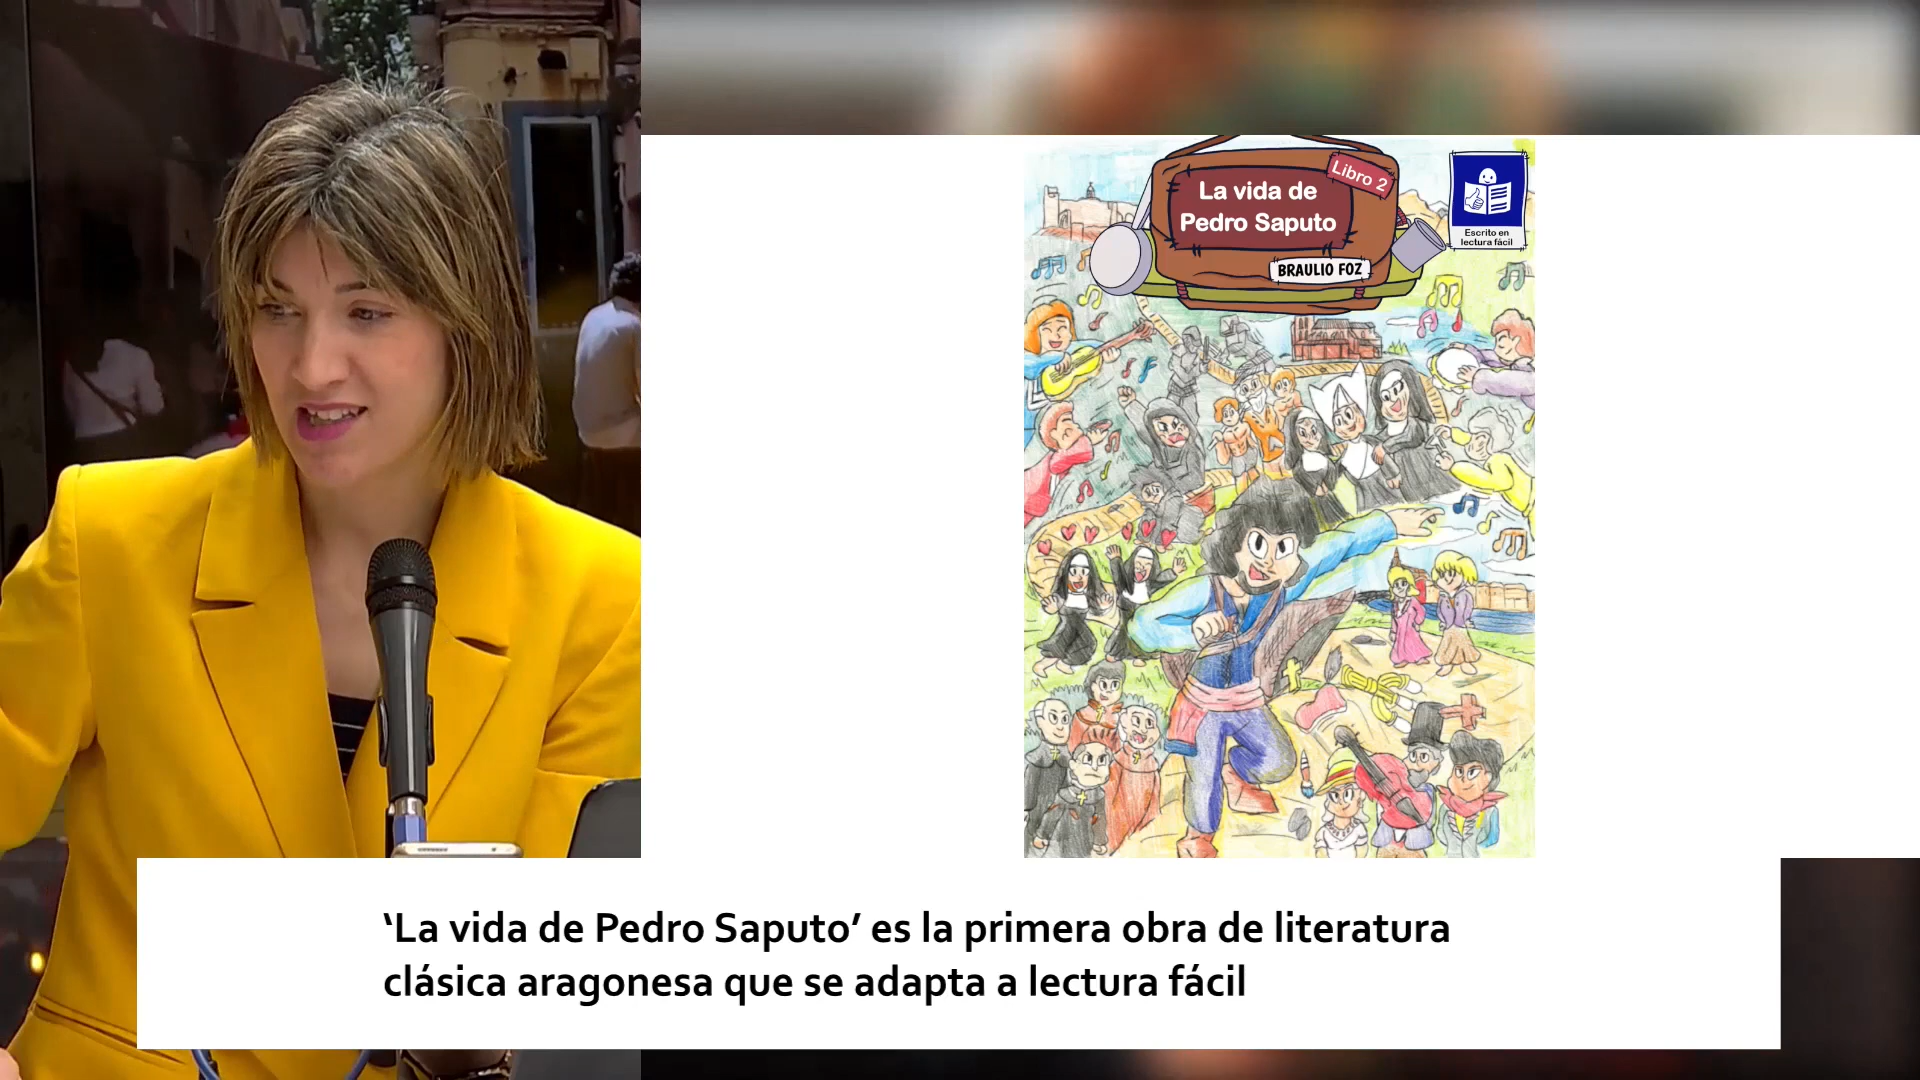 Libro 2
La vida de
Pedro Saputo
BRAULIO FOZ
Escrito en
lectura fácil
‘La vida de Pedro Saputo’ es la primera obra de literatura
clásica aragonesa que se adapta a lectura fácil